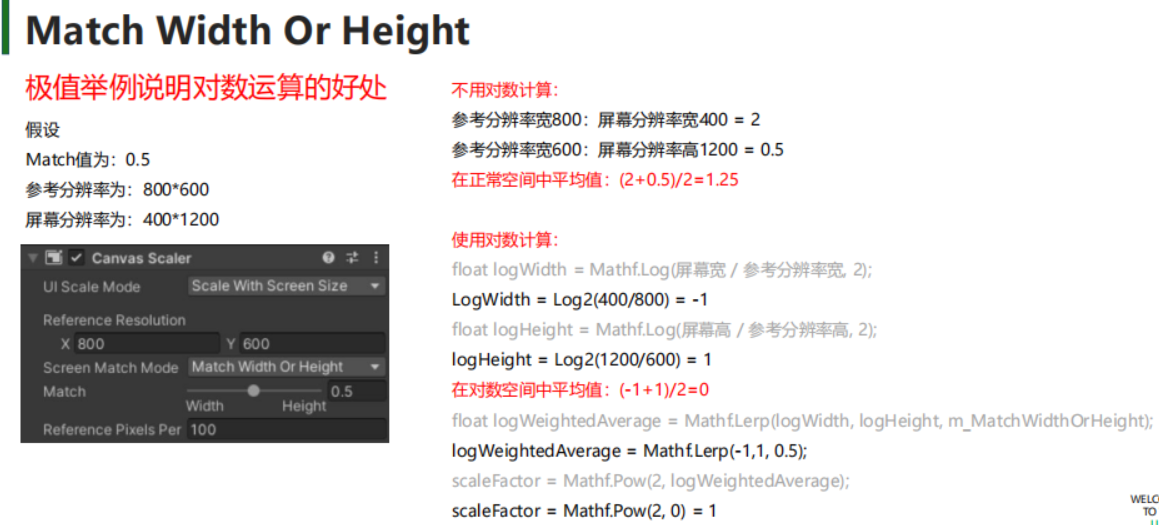 Match Width Or Height
极值举例说明对数运算的好处
假设
Match值为：0.5
参考分辨率为：800*600
屏幕分辨率为：400*1200
Canvas Scaler
UI Scale Mode Scale With Screen Size
Reference Resolution
X 800 Y 600
Screen Match Mode Match Width Or Height
Match 0.5
Width Height
Reference Pixels Per 100
不用对数计算：
参考分辨率宽800：屏幕分辨率宽400 = 2
参考分辨率宽600：屏幕分辨率高1200 = 0.5
在正常空间中平均值：(2+0.5)/2=1.25
使用对数计算：
float logWidth = Mathf.Log(屏幕宽 / 参考分辨率宽, 2);
LogWidth = Log2(400/800) = -1
float logHeight = Mathf.Log(屏幕高 / 参考分辨率高, 2);
logHeight = Log2(1200/600) = 1
在对数空间中平均值：(-1+1)/2=0
float logWeightedAverage = Mathf.Lerp(logWidth, logHeight, m_MatchWidthOrHeight);
logWeightedAverage = Mathf.Lerp(-1,1, 0.5);
scaleFactor = Mathf.Pow(2, logWeightedAverage);
scaleFactor = Mathf.Pow(2, 0) = 1
TO